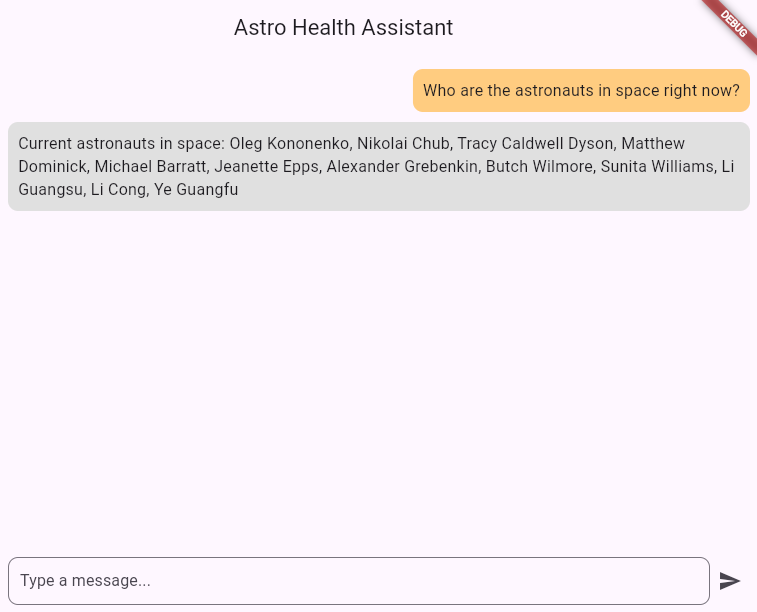 Astro Health Assistant
DEBUG
Who are the astronauts in space right now?
Current astronauts in space: Oleg Kononenko, Nikolai Chub, Tracy Caldwell Dyson, Matthew
Dominick, Michael Barratt, Jeanette Epps, Alexander Grebenkin, Butch Wilmore, Sunita Williams, Li
Guangsu, Li Cong, Ye Guangfu
Type a message...